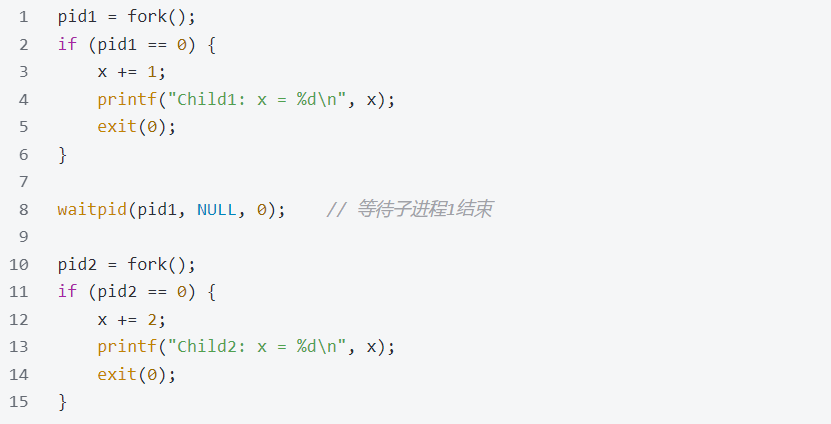 1 pid1 = fork();
2 if (pid1 == 0) {
3     x += 1;
4     printf("Child1: x = %d\n", x);
5     exit(0);
6 }
7
8 waitpid(pid1, NULL, 0);    // 等待子进程1结束
9
10 pid2 = fork();
11 if (pid2 == 0) {
12     x += 2;
13     printf("Child2: x = %d\n", x);
14     exit(0);
15 }